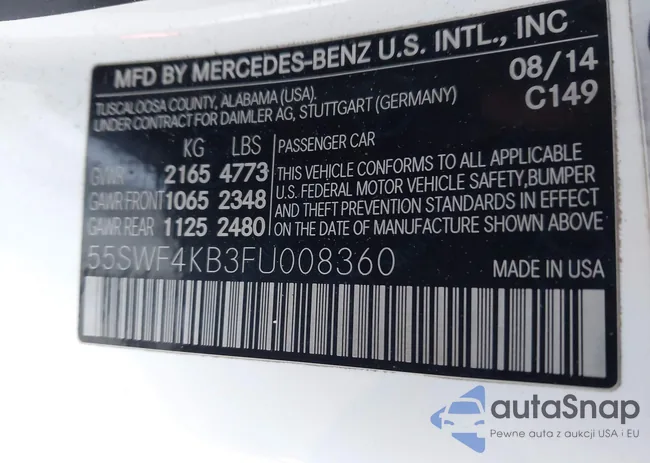 MFD BY MERCEDES-BENZ U.S. INTL., INC
TUSCALOOSA COUNTY, ALABAMA (USA). 08/14
UNDER CONTRACT FOR DAIMLER AG, STUTTGART (GERMANY) C149
KG LBS PASSENGER CAR
GVWR 2165 4773 THIS VEHICLE CONFORMS TO ALL APPLICABLE
GAWR FRONT 1065 2348 U.S. FEDERAL MOTOR VEHICLE SAFETY,BUMPER
GAWR REAR 1125 2480 AND THEFT PREVENTION STANDARDS IN EFFECT
ON THE DATE OF MANUFACTURE SHOWN ABOVE
55SWF4KB3FU008360 MADE IN USA
autaSnap
Pewne auta z aukcji USA i EU